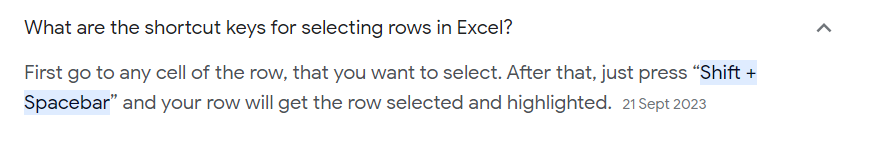 What are the shortcut keys for selecting rows in Excel?
First go to any cell of the row, that you want to select. After that, just press “Shift +
Spacebar” and your row will get the row selected and highlighted. 21 Sept 2023